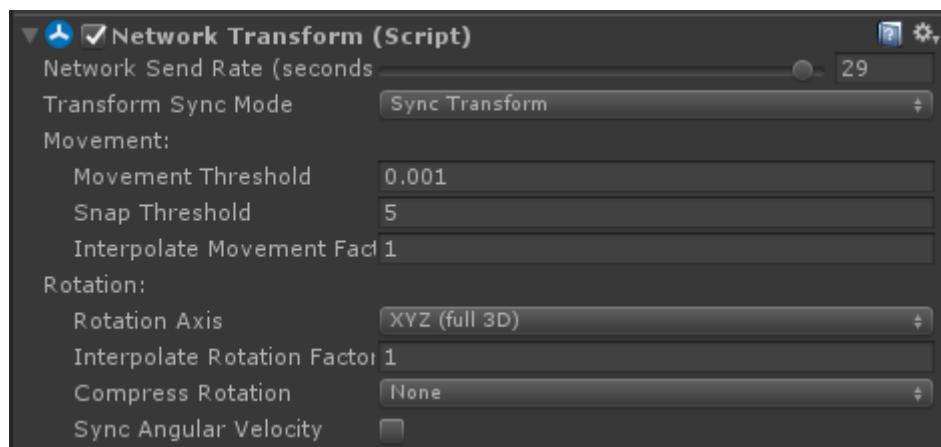 Network Transform (Script)
Network Send Rate (seconds 29
Transform Sync Mode Sync Transform
Movement:
Movement Threshold 0.001
Snap Threshold 5
Interpolate Movement Fact 1
Rotation:
Rotation Axis XYZ (full 3D)
Interpolate Rotation Factor 1
Compress Rotation None
Sync Angular Velocity